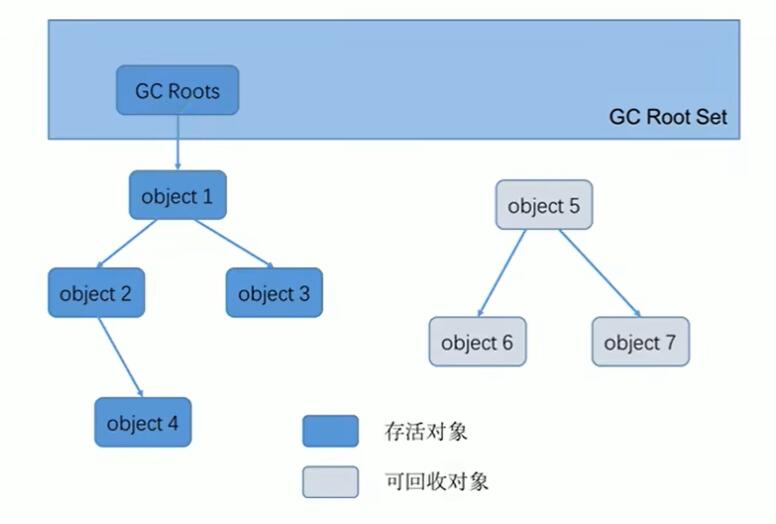 GC Roots
GC Root Set
object 1
object 5
object 2
object 3
object 6
object 7
object 4
存活对象
可回收对象